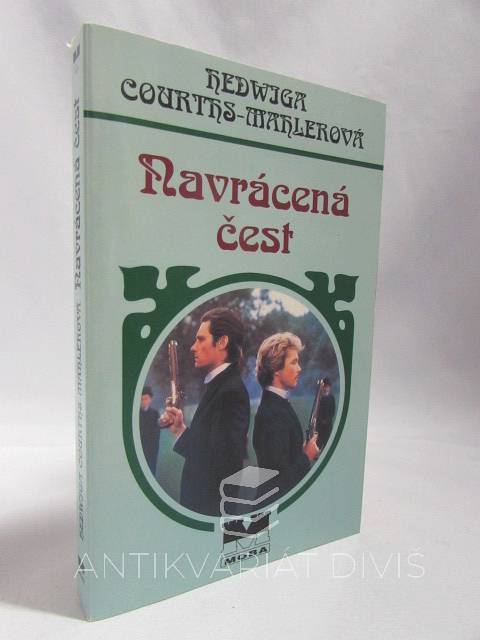 HEDWIGA
COURTHS-MAHLEROVÁ
Navrácená
čest
MOBA
ANTIKVARIÁT DIVIŠ
HEDWIGA COURTHS-MAHLEROVÁ Navrácená čest